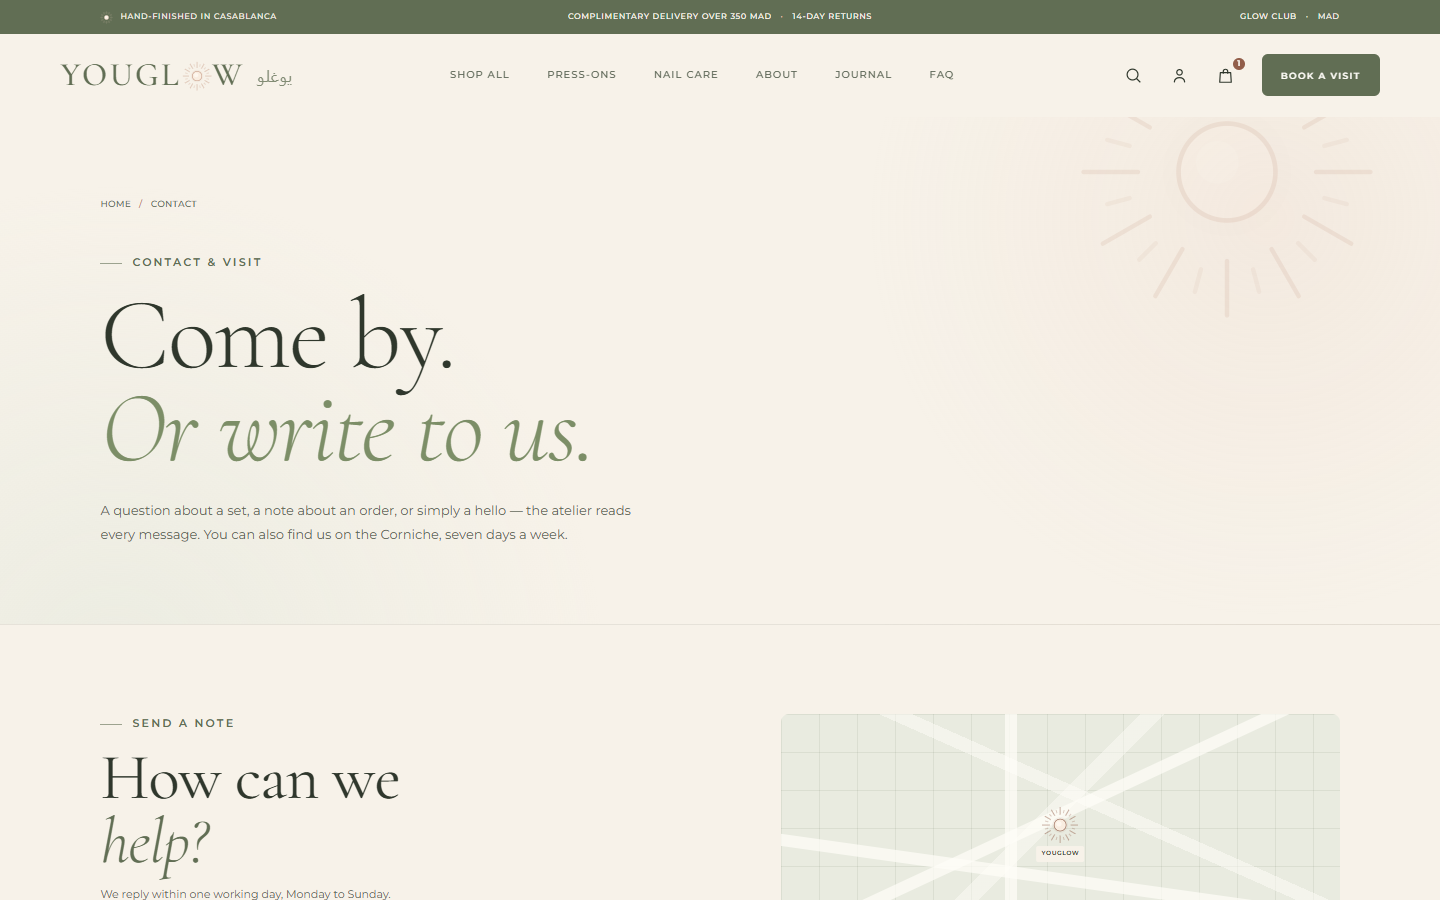 HAND-FINISHED IN CASABLANCA
COMPLIMENTARY DELIVERY OVER 350 MAD · 14-DAY RETURNS
GLOW CLUB · MAD
YOUGLOW يوغلو
SHOP ALL
PRESS-ONS
NAIL CARE
ABOUT
JOURNAL
FAQ
1
BOOK A VISIT
HOME / CONTACT
CONTACT & VISIT
Come by.
Or write to us.
A question about a set, a note about an order, or simply a hello — the atelier reads
every message. You can also find us on the Corniche, seven days a week.
SEND A NOTE
How can we
help?
We reply within one working day, Monday to Sunday.
YOUGLOW